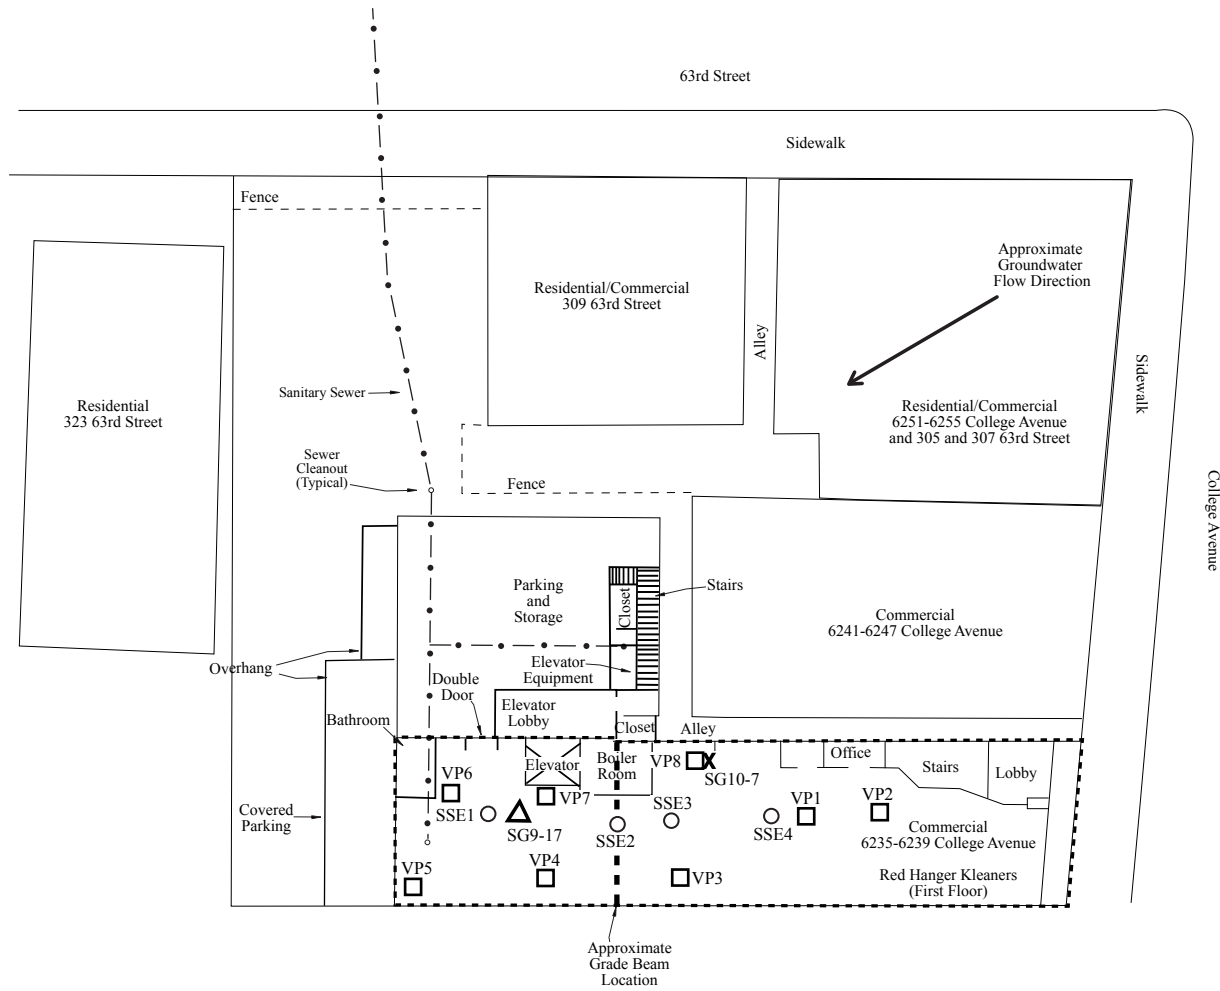 63rd Street
Sidewalk
Fence
Approximate
Groundwater
Flow Direction
Residential/Commercial
309 63rd Street
Alley
Sidewalk
Sanitary Sewer
Residential
323 63rd Street
Residential/Commercial
6251-6255 College Avenue
and 305 and 307 63rd Street
Sewer
Cleanout
(Typical)
Fence
College Avenue
Parking
and
Storage
Closet
Stairs
Commercial
6241-6247 College Avenue
Overhang
Elevator
Equipment
Double
Door
Elevator
Lobby
Bathroom
Closet
Alley
Office
Elevator
Boiler
Room
VP8
SG10-7
Stairs
Lobby
VP6
VP7
SSE1
SG9-17
SSE2
SSE3
SSE4
VP1
VP2
Covered
Parking
Commercial
6235-6239 College Avenue
VP5
VP4
VP3
Red Hanger Kleaners
(First Floor)
Approximate
Grade Beam
Location